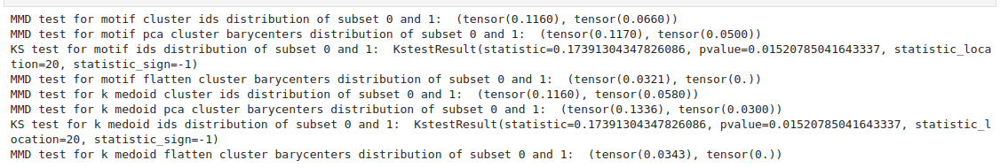 MMD test for motif cluster ids distribution of subset 0 and 1:  (tensor(0.1160), tensor(0.0660))
MMD test for motif pca cluster barycenters distribution of subset 0 and 1:  (tensor(0.1170), tensor(0.0500))
KS test for motif ids distribution of subset 0 and 1:  KstestResult(statistic=0.17391304347826086, pvalue=0.01520785041643337, statistic_loca
tion=20, statistic_sign=-1)
MMD test for motif flatten cluster barycenters distribution of subset 0 and 1:  (tensor(0.0321), tensor(0.))
MMD test for k medoid cluster ids distribution of subset 0 and 1:  (tensor(0.1160), tensor(0.0580))
MMD test for k medoid pca cluster barycenters distribution of subset 0 and 1:  (tensor(0.1336), tensor(0.0300))
KS test for k medoid ids distribution of subset 0 and 1:  KstestResult(statistic=0.17391304347826086, pvalue=0.01520785041643337, statistic_l
ocation=20, statistic_sign=-1)
MMD test for k medoid flatten cluster barycenters distribution of subset 0 and 1:  (tensor(0.0343), tensor(0.))